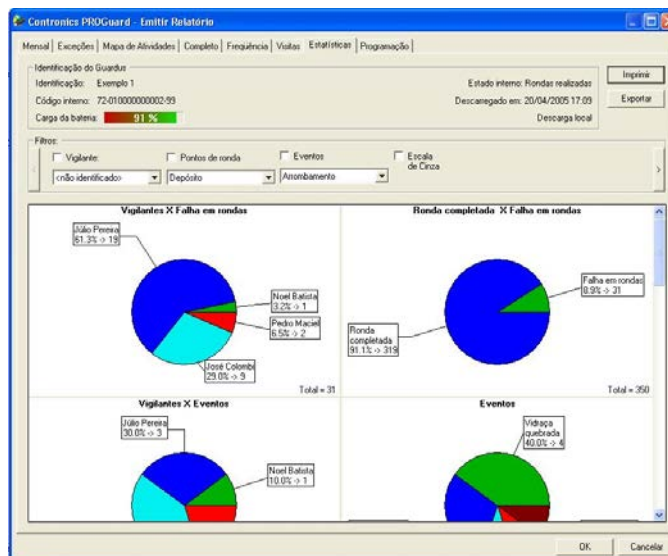 Contronics PROGuard - Emitir Relatório
Mensal Exceções Mapa de Atividades Completo Freqüência Visitas Estatísticas Programação
Identificação do Guardus
Identificação: Exemplo 1
Estado interno: Rondas realizadas
Código interno: 72-010000000002-99
Descarregado em: 20/04/2005 17:09
Carga da bateria: 91 %
Descarga local
Imprimir
Exportar
Filtros:
Vigilante: Pontos de ronda Eventos Escala de Cinza
<não identificado> Depósito Arrombamento
Vigilantes X Falha em rondas
Júlio Pereira
61.3% -> 19
Noel Batista
3.2% -> 1
Pedro Maciel
6.5% -> 2
José Colombi
29.0% -> 9
Total = 31
Ronda completada X Falha em rondas
Falha em rondas
8.9% -> 31
Ronda
completada
91.1% -> 319
Total = 350
Vigilantes X Eventos
Júlio Pereira
30.0% -> 3
Noel Batista
10.0% -> 1
Eventos
Vidraça
quebrada
40.0% -> 4
OK Cancelar